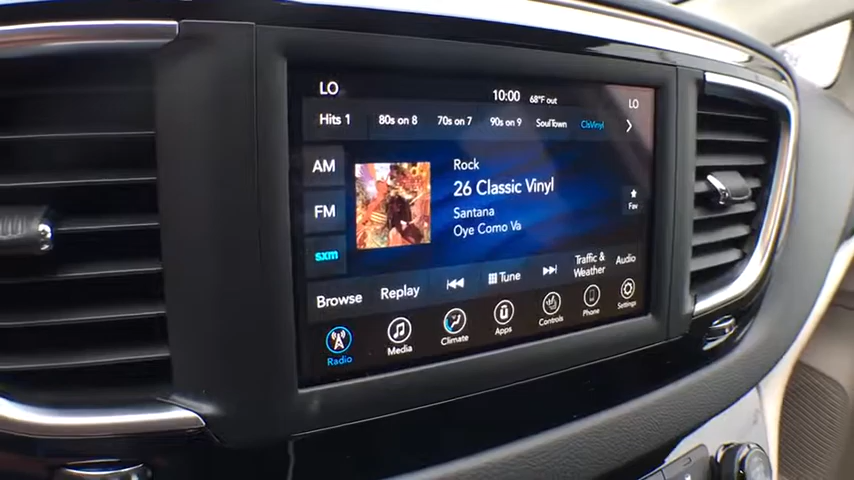 LO 10:00 68°F out LO
Hits 1 80s on 8 70s on 7 90s on 9 SoulTown ClsVinyl
AM
FM
sxm
Rock
26 Classic Vinyl
Santana
Oye Como Va
Fav
Browse Replay Tune Traffic & Weather Audio
Radio Media Climate Apps Controls Phone Settings